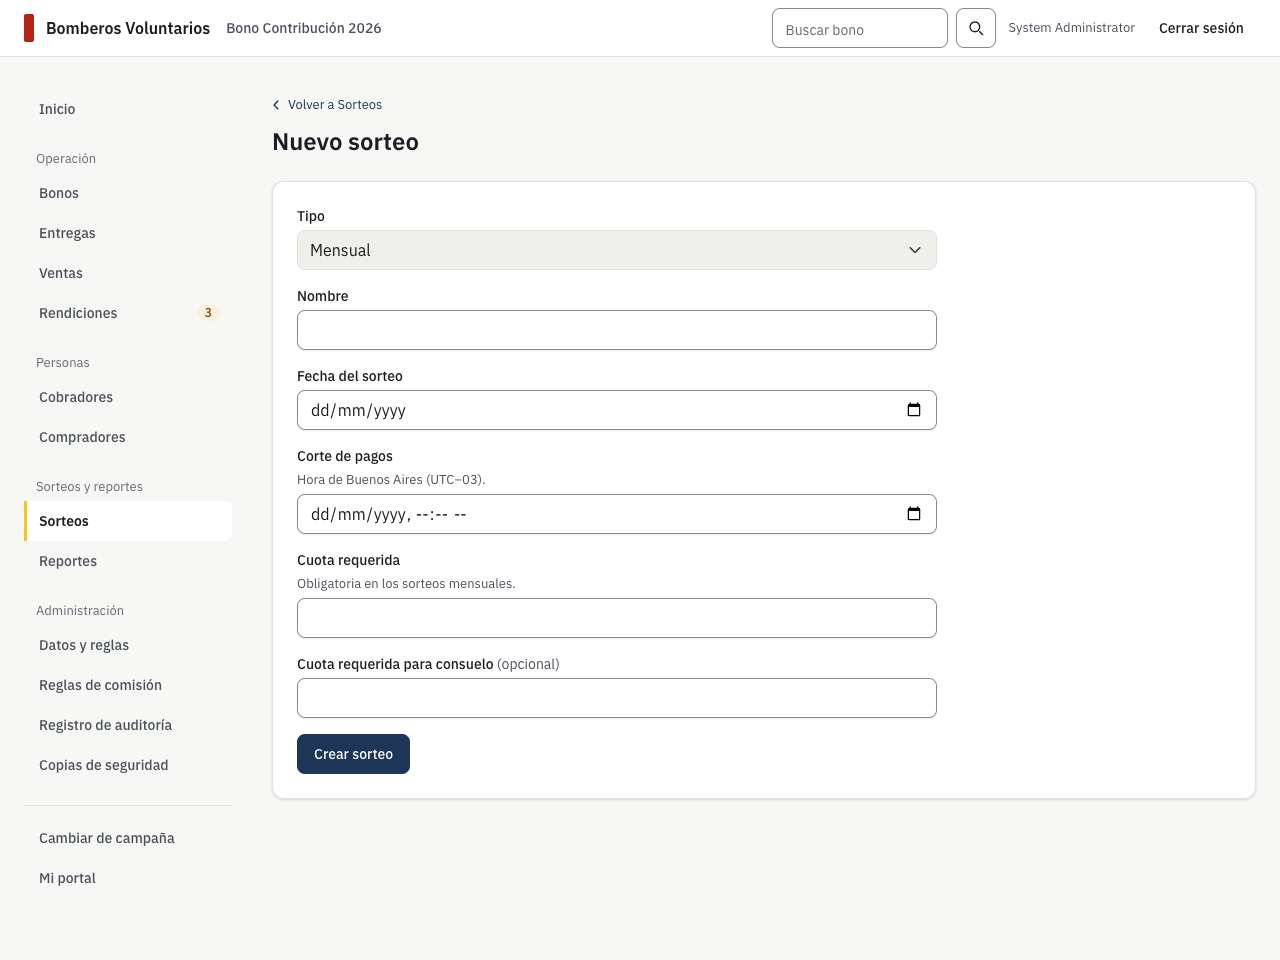 Bomberos Voluntarios
Bono Contribución 2026
Buscar bono
System Administrator
Cerrar sesión
Inicio
Operación
Bonos
Entregas
Ventas
Rendiciones 3
Personas
Cobradores
Compradores
Sorteos y reportes
Sorteos
Reportes
Administración
Datos y reglas
Reglas de comisión
Registro de auditoría
Copias de seguridad
Cambiar de campaña
Mi portal
Volver a Sorteos
Nuevo sorteo
Tipo
Mensual
Nombre
Fecha del sorteo
dd/mm/yyyy
Corte de pagos
Hora de Buenos Aires (UTC−03).
dd/mm/yyyy, --:-- --
Cuota requerida
Obligatoria en los sorteos mensuales.
Cuota requerida para consuelo (opcional)
Crear sorteo